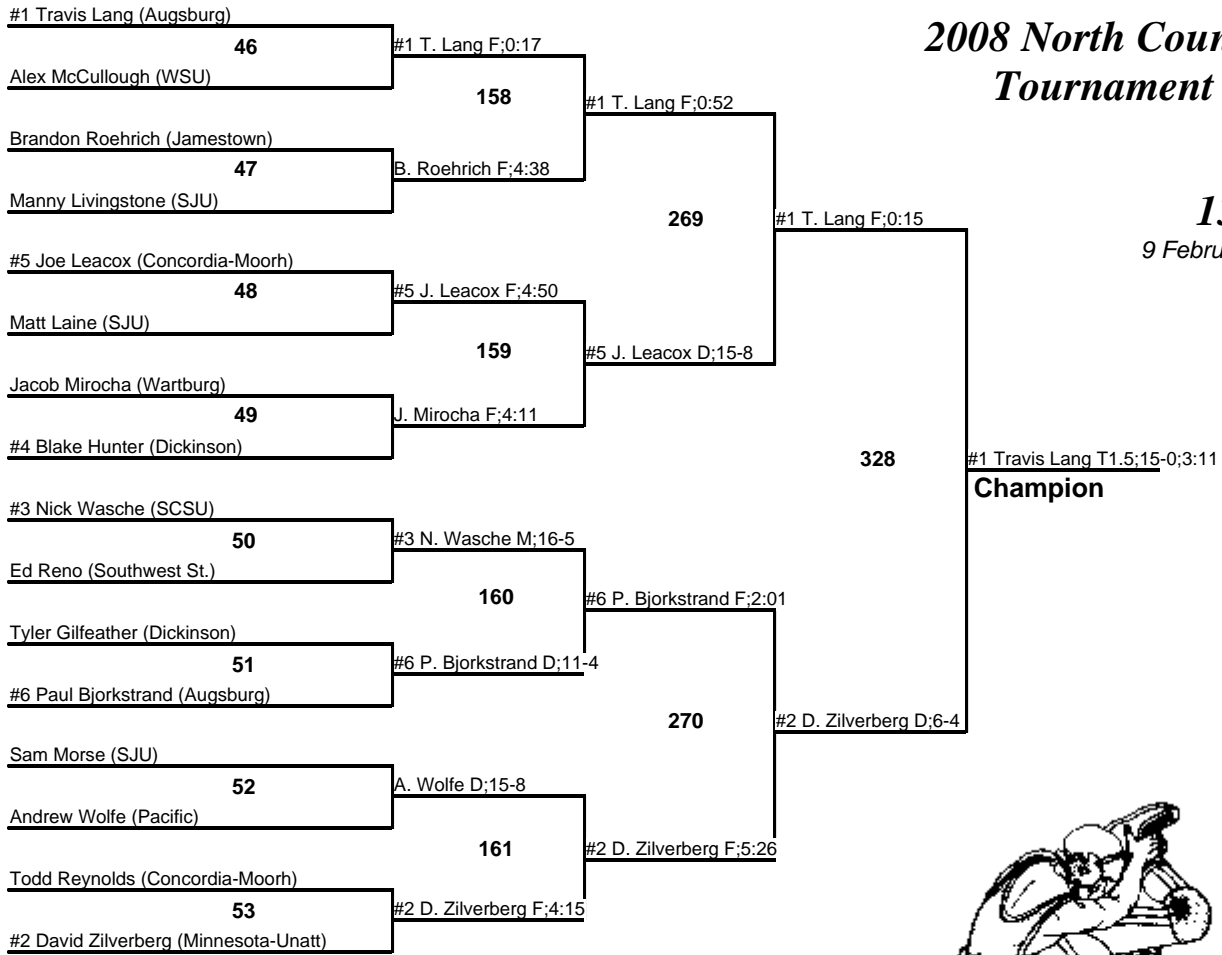 #1 Travis Lang (Augsburg)
46
Alex McCullough (WSU)
Brandon Roehrich (Jamestown)
47
Manny Livingstone (SJU)
#5 Joe Leacox (Concordia-Moorh)
48
Matt Laine (SJU)
Jacob Mirocha (Wartburg)
49
#4 Blake Hunter (Dickinson)
#3 Nick Wasche (SCSU)
50
Ed Reno (Southwest St.)
Tyler Gilfeather (Dickinson)
51
#6 Paul Bjorkstrand (Augsburg)
Sam Morse (SJU)
52
Andrew Wolfe (Pacific)
Todd Reynolds (Concordia-Moorh)
53
#2 David Zilverberg (Minnesota-Unatt)
#1 T. Lang F;0:17
158
B. Roehrich F;4:38
#5 J. Leacox F;4:50
159
J. Mirocha F;4:11
#3 N. Wasche M;16-5
160
#6 P. Bjorkstrand D;11-4
A. Wolfe D;15-8
161
#2 D. Zilverberg F;4:15
#1 T. Lang F;0:52
269
#5 J. Leacox D;15-8
#6 P. Bjorkstrand F;2:01
270
#2 D. Zilverberg F;5:26
#1 T. Lang F;0:15
328
#2 D. Zilverberg D;6-4
#1 Travis Lang T1.5;15-0;3:11
Champion
2008 North Coun
Tournament
9 Febru